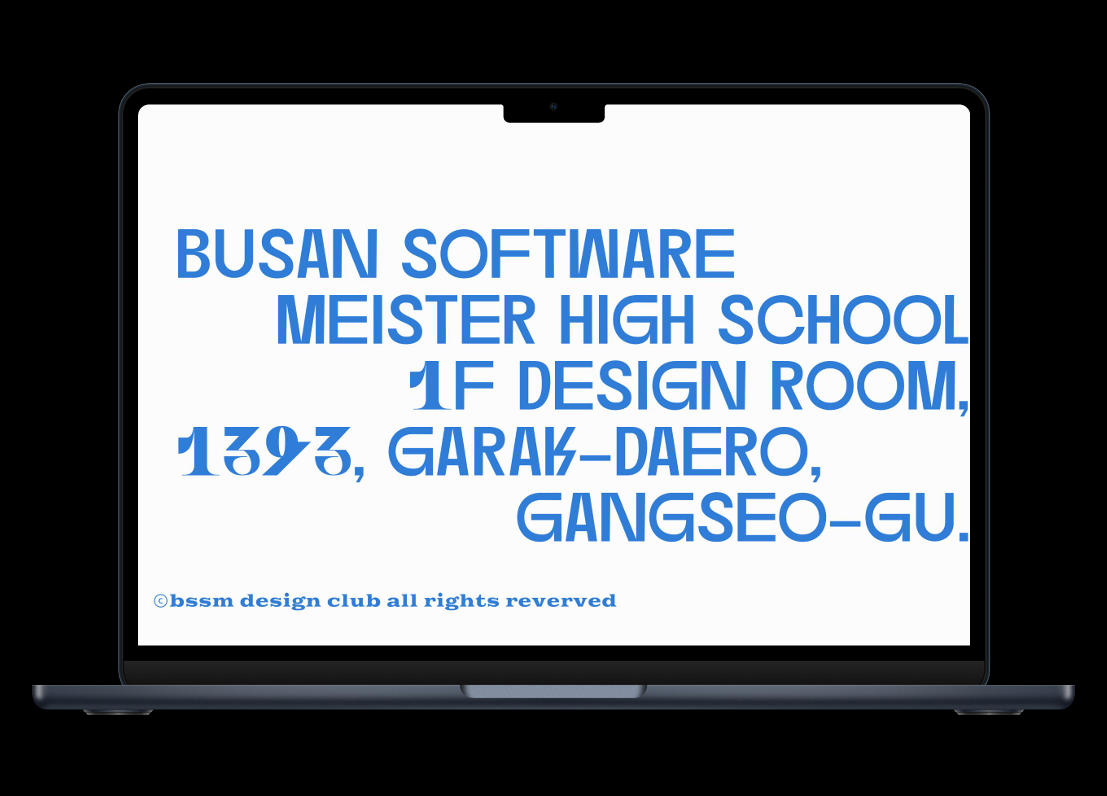 BUSAN SOFTWARE
MEISTER HIGH SCHOOL
1F DESIGN ROOM,
1393, GARAK-DAERO,
GANGSEO-GU.
©bssm design club all rights reverved